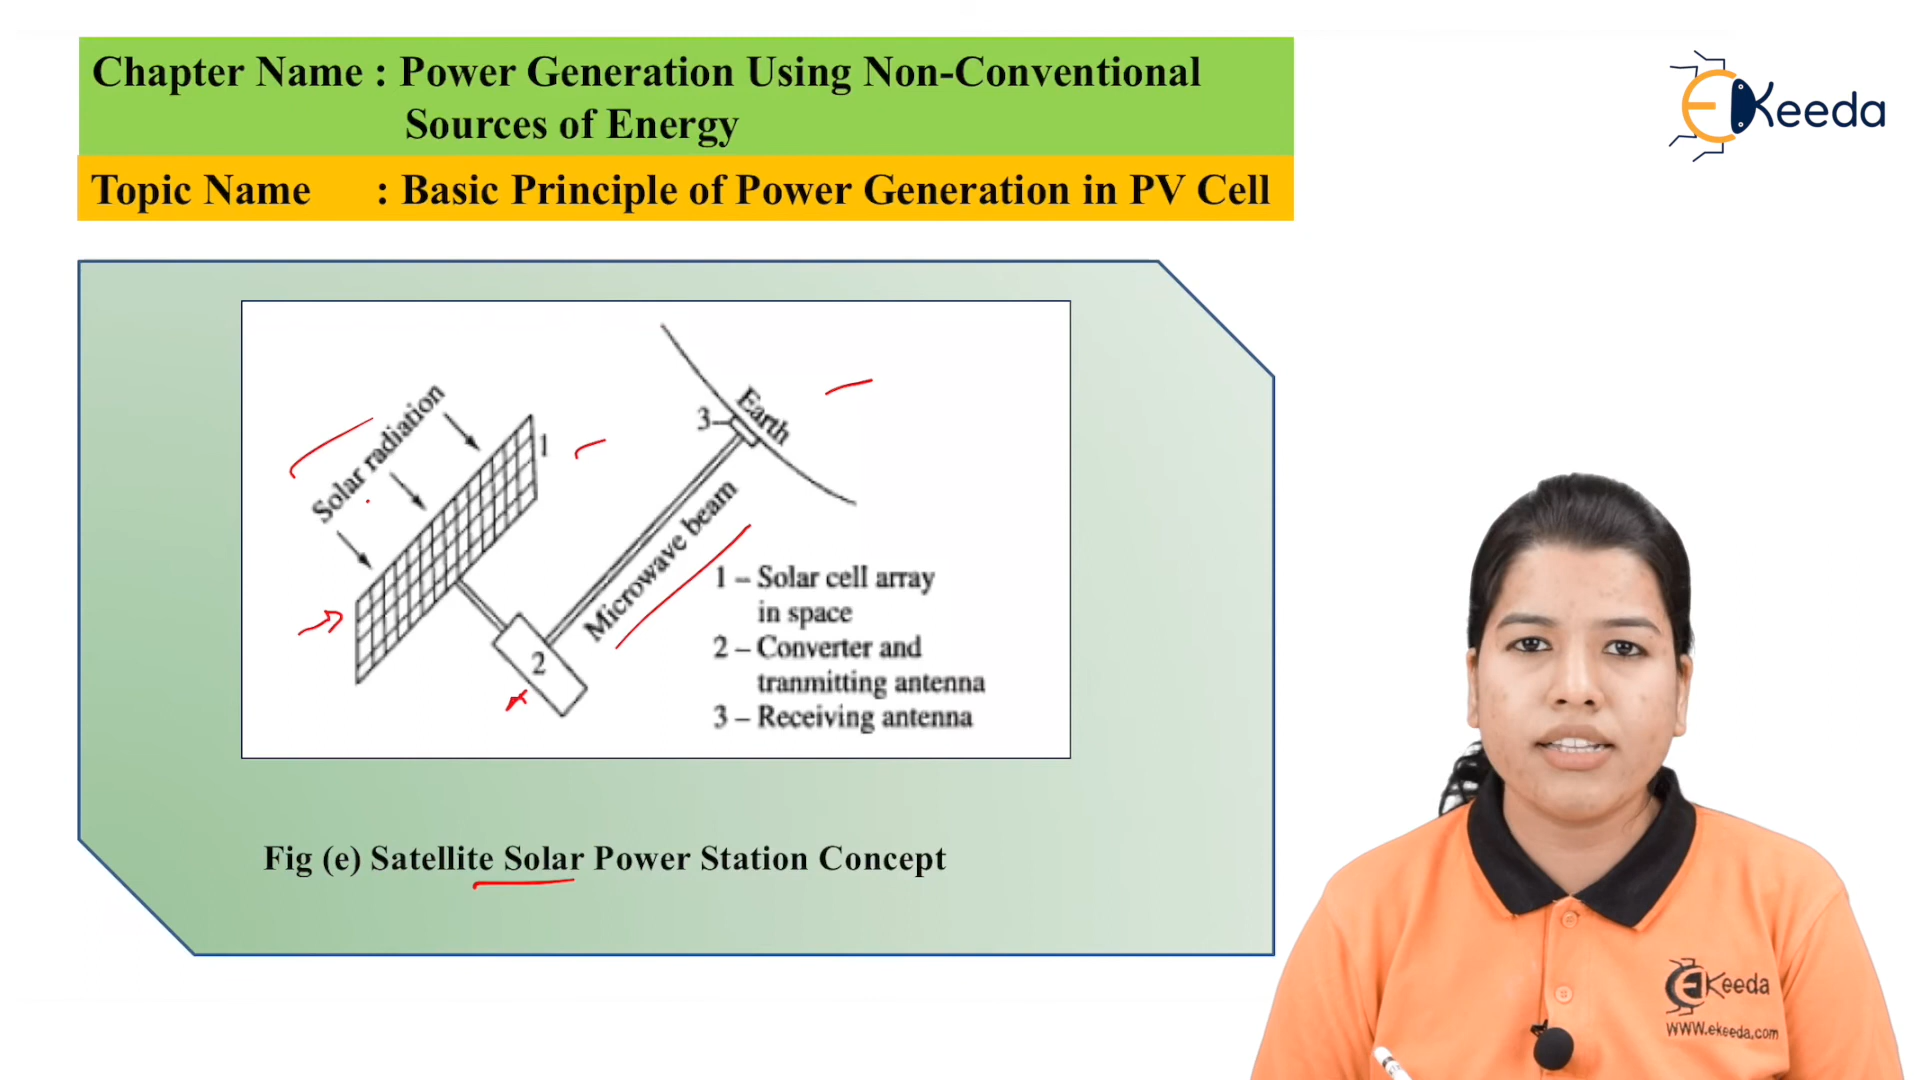 Chapter Name : Power Generation Using Non-Conventional
Sources of Energy
Topic Name : Basic Principle of Power Generation in PV Cell
EKeeda
Solar radiation
1
2
3
Earth
Microwave beam
1 – Solar cell array
in space
2 – Converter and
tranmitting antenna
3 – Receiving antenna
Fig (e) Satellite Solar Power Station Concept
EKeeda
WWW.ekeeda.com